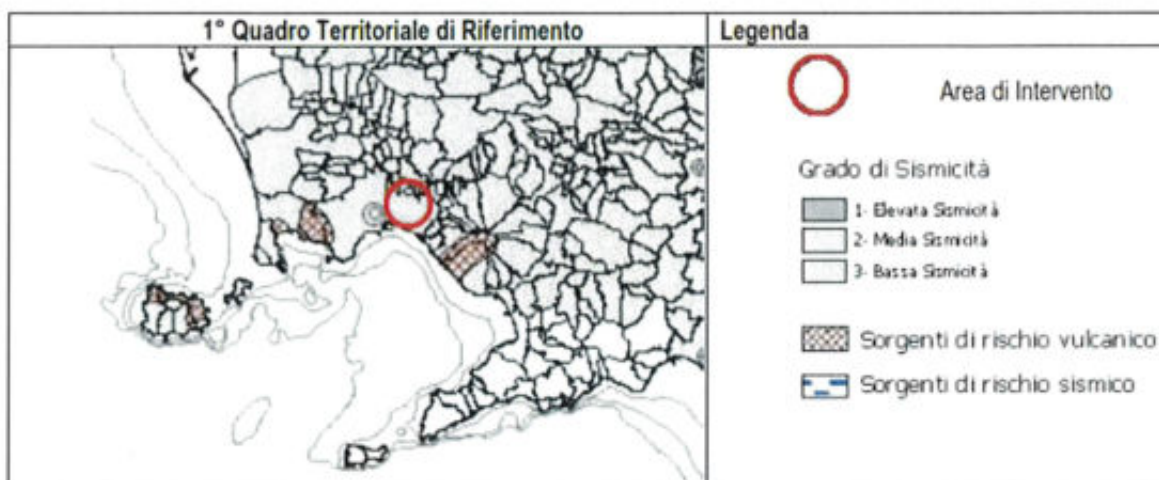 1° Quadro Territoriale di Riferimento
Legenda
Area di Intervento
Grado di Sismicità
1- Elevata Sismicità
2- Media Sismicità
3- Bassa Sismicità
Sorgenti di rischio vulcanico
Sorgenti di rischio sismico